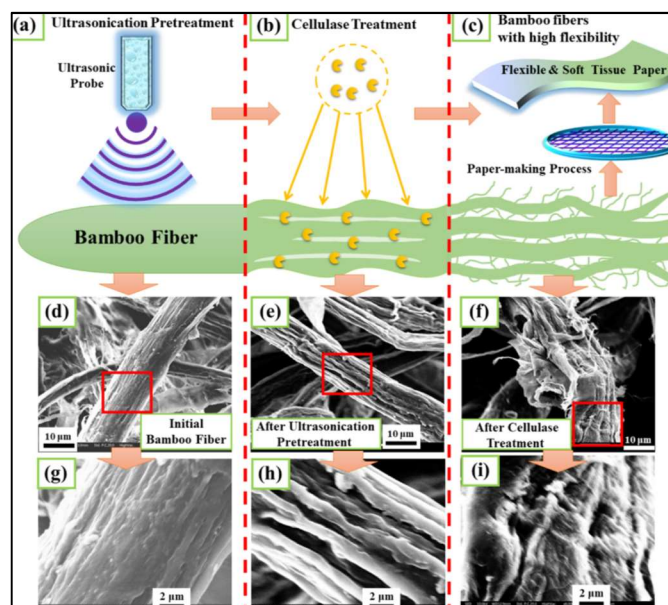 (a)
Ultrasonication Pretreatment
Ultrasonic
Probe
(b)
Cellulase Treatment
(c)
Bamboo fibers
with high flexibility
Flexible & Soft Tissue Paper
Paper-making Process
Bamboo Fiber
(d)
10 μm
Initial
Bamboo Fiber
(e)
After Ultrasonication
Pretreatment
10 μm
(f)
After Cellulase
Treatment
10 μm
(g)
2 μm
(h)
2 μm
(i)
2 μm